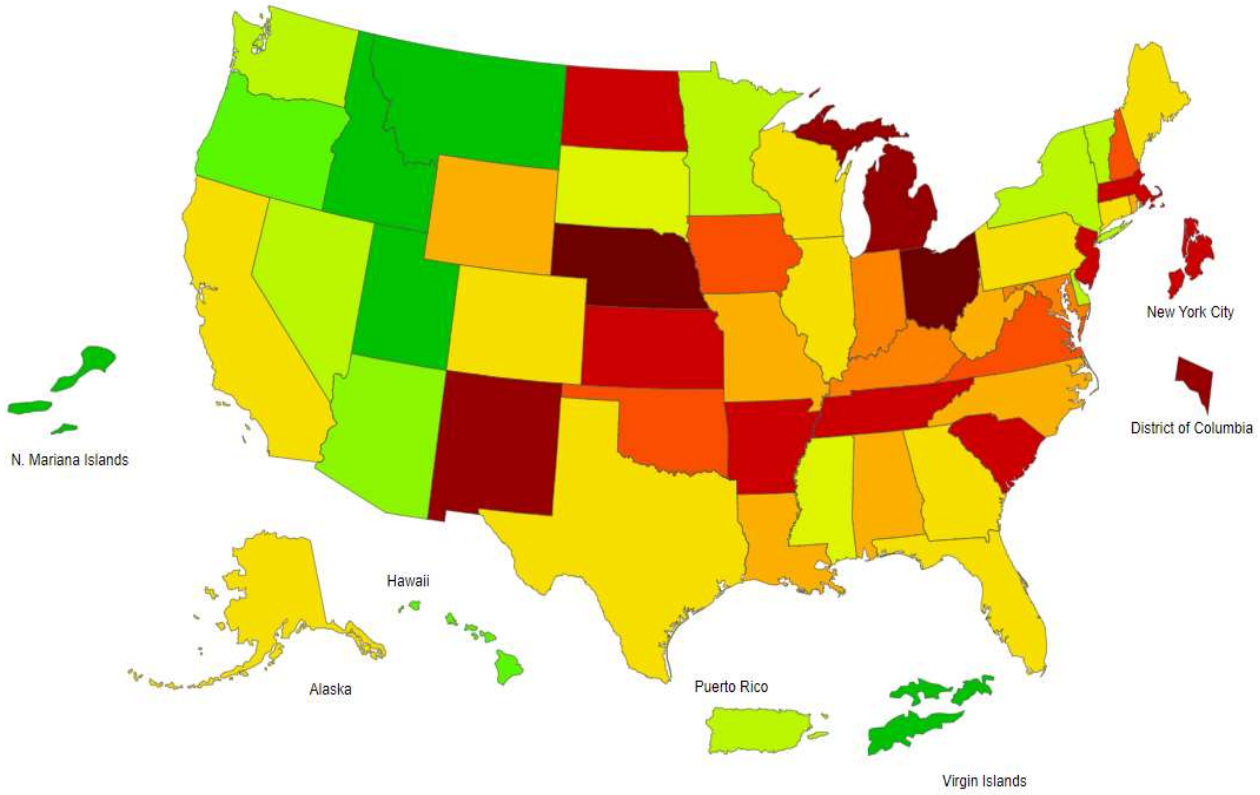 New York City
District of Columbia
N. Mariana Islands
Hawaii
Alaska
Puerto Rico
Virgin Islands